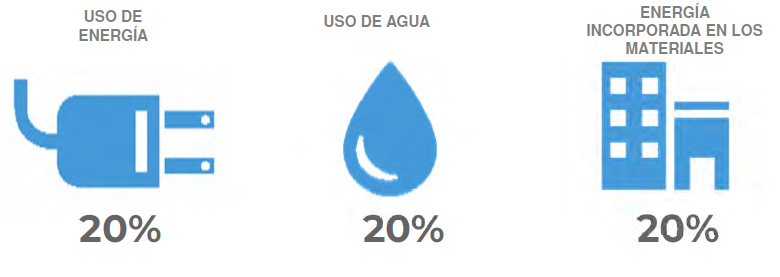 USO DE
ENERGÍA
20%
USO DE AGUA
20%
ENERGÍA
INCORPORADA EN LOS
MATERIALES
20%